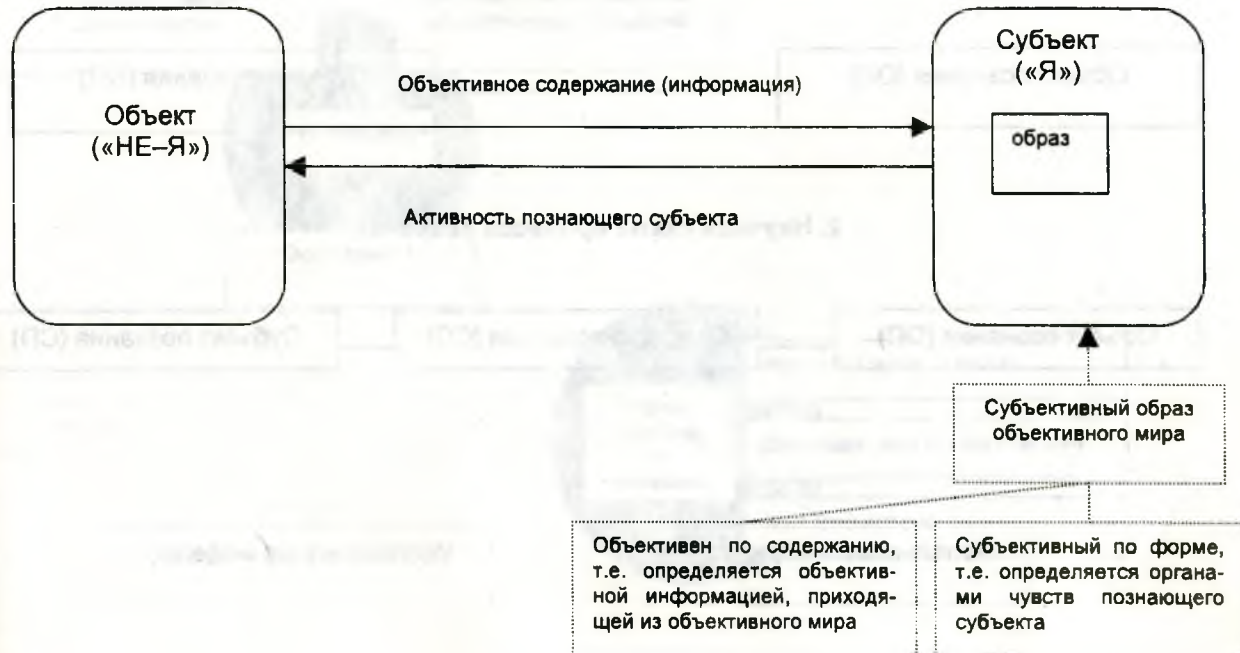 Объект
(«НЕ–Я»)
Объективное содержание (информация)
Активность познающего субъекта
Субъект
(«Я»)
образ
Субъективный образ
объективного мира
Объективен по содержанию,
т.е. определяется объектив-
ной информацией, приходя-
щей из объективного мира
Субъективный по форме,
т.е. определяется органа-
ми чувств познающего
субъекта